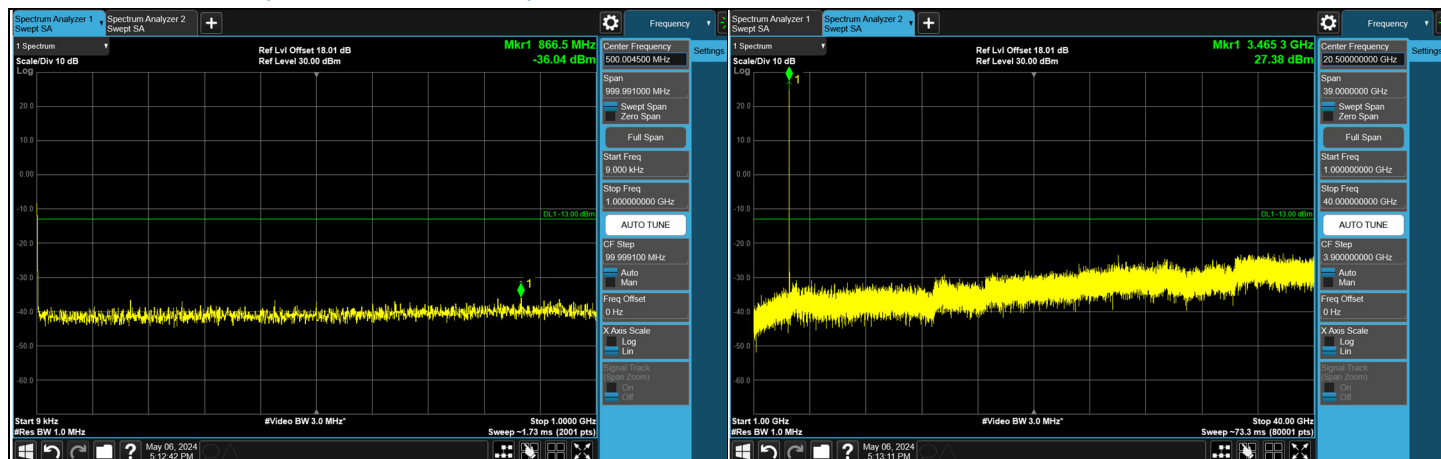 Spectrum Analyzer 1
Swept SA
Spectrum Analyzer 2
Swept SA
Frequency
1 Spectrum
Scale/Div 10 dB
Log
Ref Lvl Offset 18.01 dB
Ref Level 30.00 dBm
Mkr1 866.5 MHz
-36.04 dBm
1
20.0
10.0
0.00
-10.0
-20.0
-30.0
-40.0
-50.0
-60.0
DL1 -13.00 dBm
Start 9 kHz
#Res BW 1.0 MHz
#Video BW 3.0 MHz*
Stop 1.0000 GHz
Sweep ~1.73 ms (2001 pts)
Center Frequency
500.004500 MHz
Settings
Span
999.991000 MHz
Swept Span
Zero Span
Full Span
Start Freq
9.000 kHz
Stop Freq
1.000000000 GHz
AUTO TUNE
CF Step
99.999100 MHz
Auto
Man
Freq Offset
0 Hz
X Axis Scale
Log
Lin
Signal Track
(Span Zoom)
On
Off
?
May 06, 2024
5:12:42 PM
Spectrum Analyzer 1
Swept SA
Spectrum Analyzer 2
Swept SA
Frequency
1 Spectrum
Scale/Div 10 dB
Log
Ref Lvl Offset 18.01 dB
Ref Level 30.00 dBm
Mkr1 3.465 3 GHz
27.38 dBm
1
20.0
10.0
0.00
-10.0
-20.0
-30.0
-40.0
-50.0
-60.0
DL1 -13.00 dBm
Start 1.00 GHz
#Res BW 1.0 MHz
#Video BW 3.0 MHz*
Stop 40.00 GHz
Sweep ~73.3 ms (80001 pts)
Center Frequency
20.500000000 GHz
Settings
Span
39.0000000 GHz
Swept Span
Zero Span
Full Span
Start Freq
1.00000000 GHz
Stop Freq
40.000000000 GHz
AUTO TUNE
CF Step
3.900000000 GHz
Auto
Man
Freq Offset
0 Hz
X Axis Scale
Log
Lin
Signal Track
(Span Zoom)
On
Off
?
May 06, 2024
5:13:11 PM